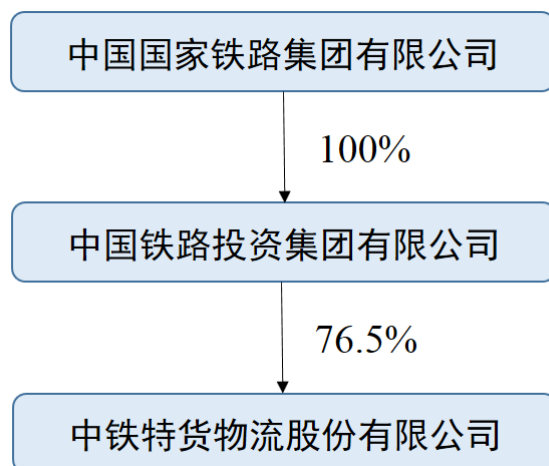 中国国家铁路集团有限公司
100%
中国铁路投资集团有限公司
76.5%
中铁特货物流股份有限公司